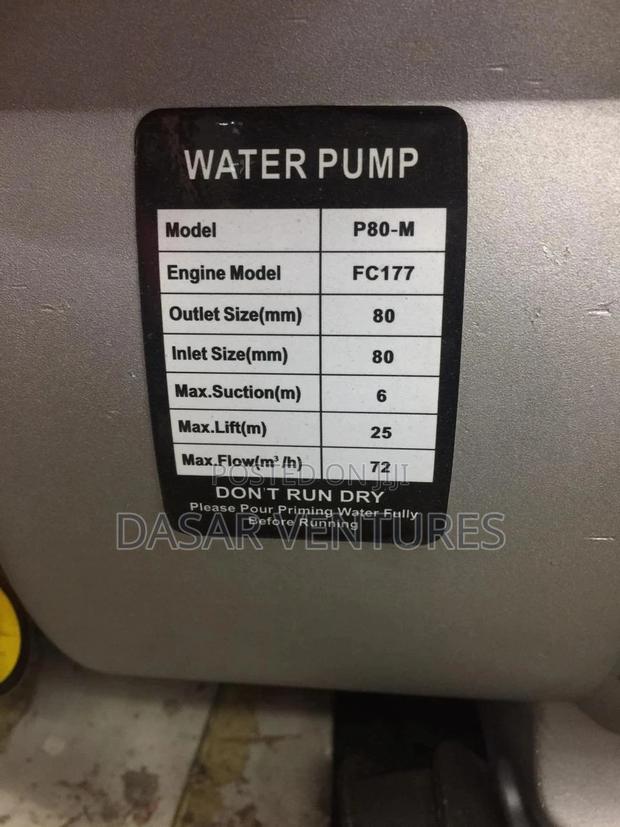 WATER PUMP
Model P80-M
Engine Model FC177
Outlet Size(mm) 80
Inlet Size(mm) 80
Max.Suction(m) 6
Max.Lift(m) 25
Max.Flow(m³/h) 72
POSTED ON JIJI
DON'T RUN DRY
Please Pour Priming Water Fully
DASAR VENTURES
Before Running